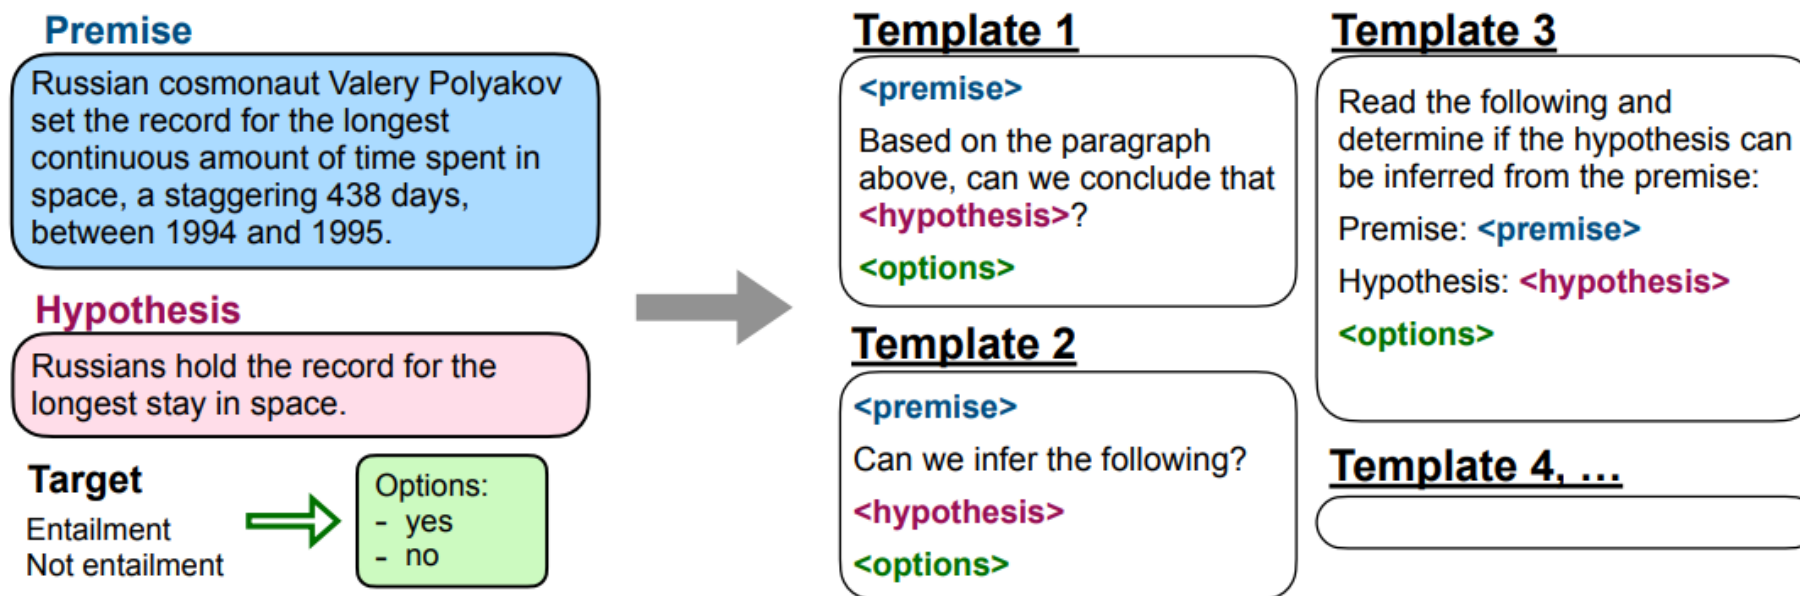 Premise
Russian cosmonaut Valery Polyakov
set the record for the longest
continuous amount of time spent in
space, a staggering 438 days,
between 1994 and 1995.
Hypothesis
Russians hold the record for the
longest stay in space.
Target
Entailment
Not entailment
Options:
- yes
- no
Template 1
<premise>
Based on the paragraph
above, can we conclude that
<hypothesis>?
<options>
Template 2
<premise>
Can we infer the following?
<hypothesis>
<options>
Template 3
Read the following and
determine if the hypothesis can
be inferred from the premise:
Premise: <premise>
Hypothesis: <hypothesis>
<options>
Template 4, ...